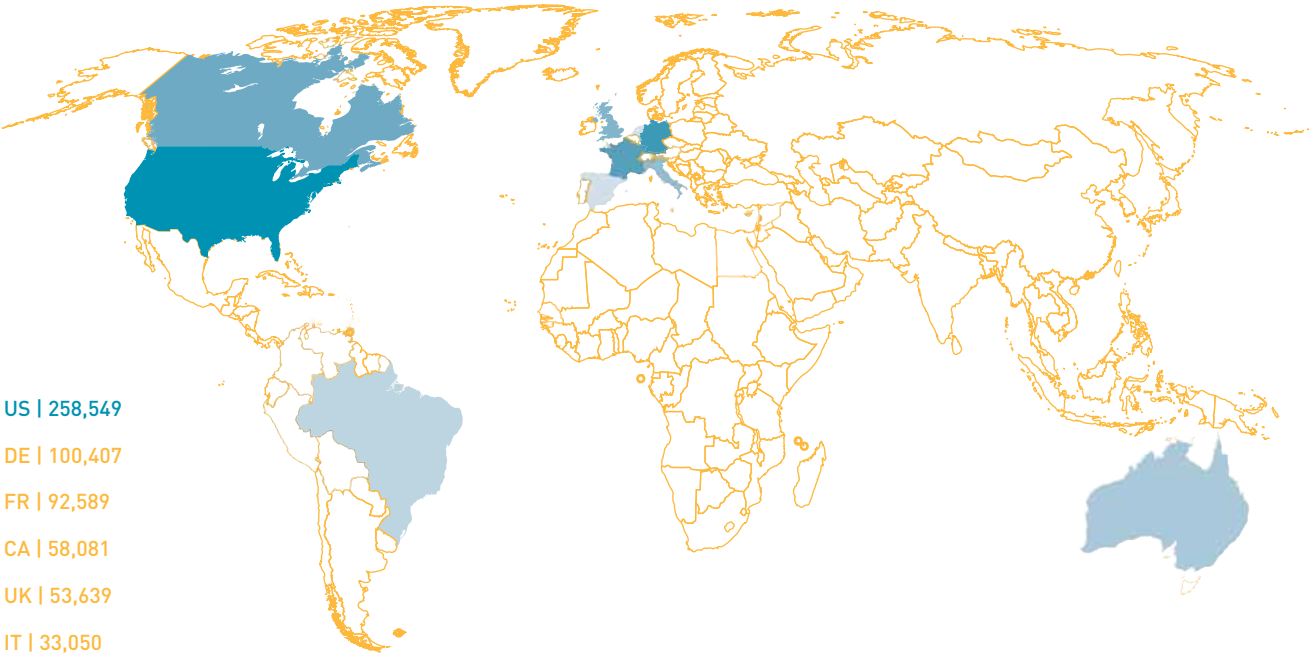 US | 258,549
DE | 100,407
FR | 92,589
CA | 58,081
UK | 53,639
IT | 33,050